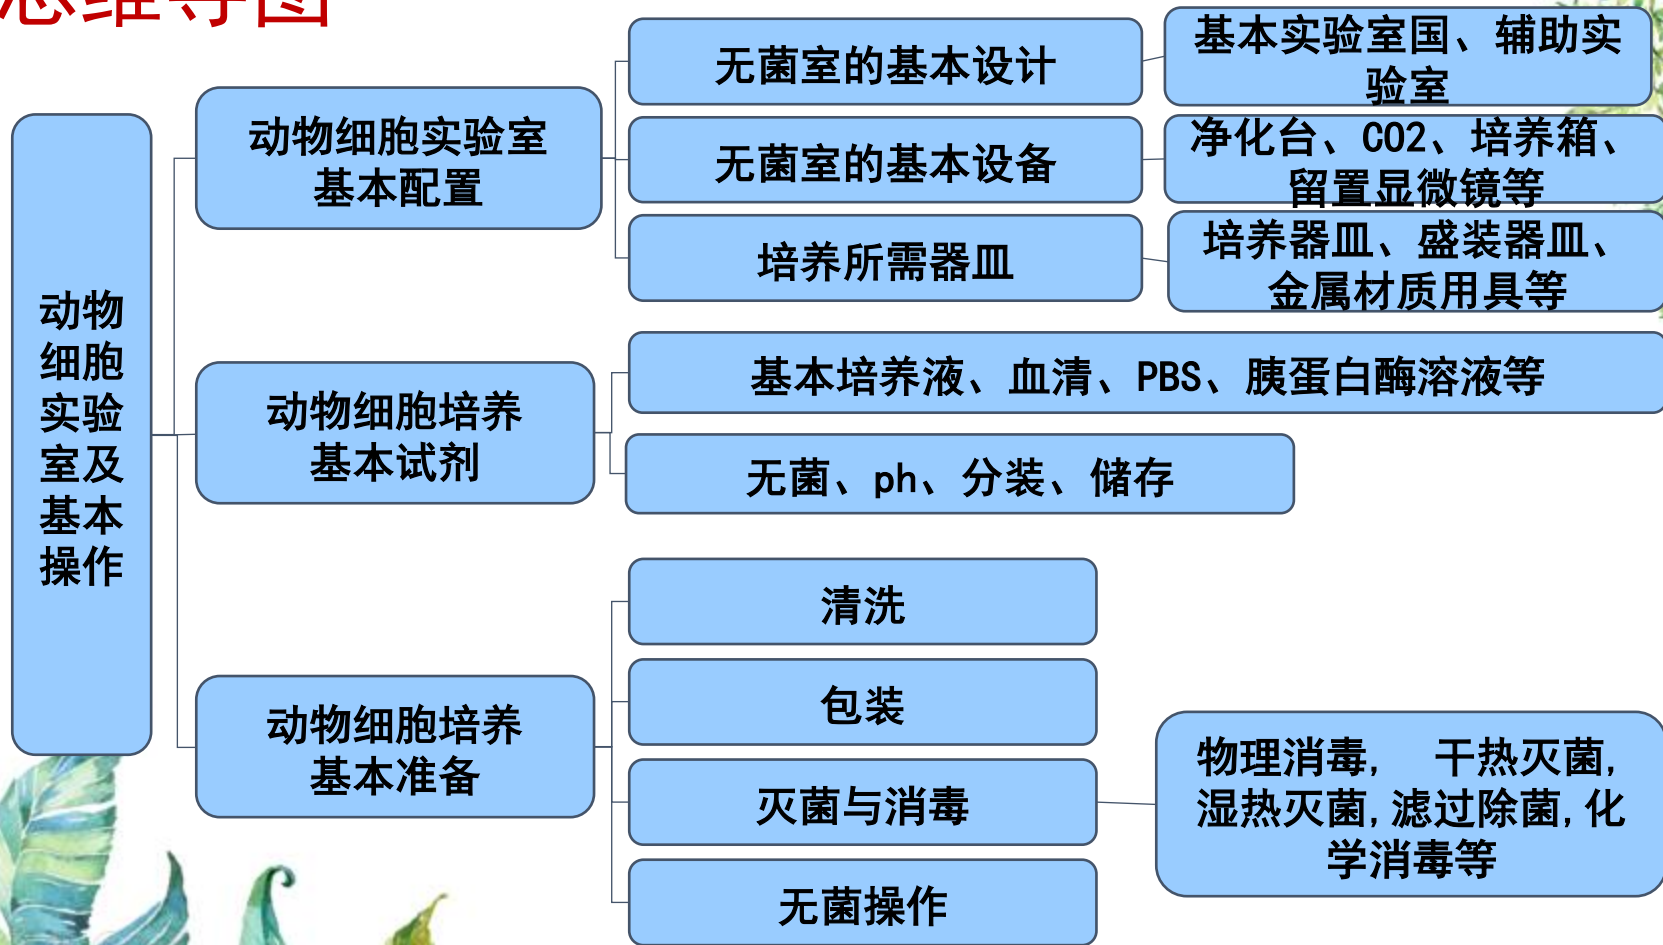 思维导图
动物
细胞
实验
室及
基本
操作
动物细胞实验室
基本配置
无菌室的基本设计
基本实验室国、辅助实
验室
无菌室的基本设备
净化台、CO2、培养箱、
留置显微镜等
培养所需器皿
培养器皿、盛装器皿、
金属材质用具等
动物细胞培养
基本试剂
基本培养液、血清、PBS、胰蛋白酶溶液等
无菌、ph、分装、储存
动物细胞培养
基本准备
清洗
包装
灭菌与消毒
物理消毒, 干热灭菌,
湿热灭菌,滤过除菌,化
学消毒等
无菌操作